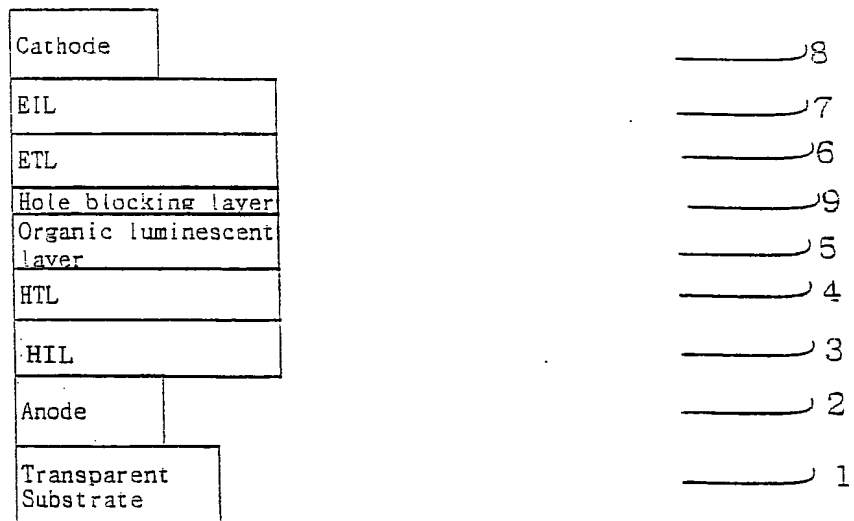 Cathode 8
EIL 7
ETL 6
Hole blocking layer 9
Organic luminescent
layer 5
HTL 4
HIL 3
Anode 2
Transparent
Substrate 1